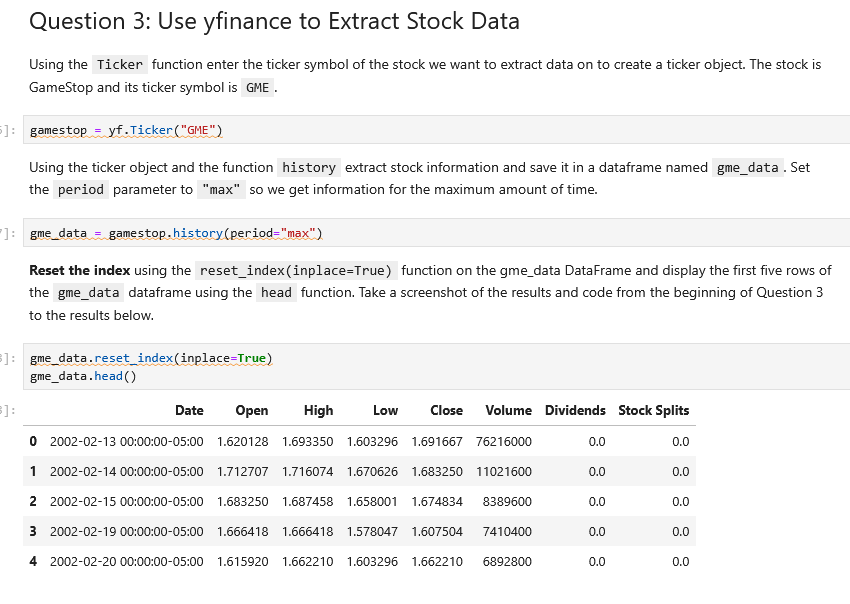 Question 3: Use yfinance to Extract Stock Data
Using the Ticker function enter the ticker symbol of the stock we want to extract data on to create a ticker object. The stock is
GameStop and its ticker symbol is GME .
]: gamestop = yf.Ticker("GME")
Using the ticker object and the function history extract stock information and save it in a dataframe named gme_data . Set
the period parameter to "max" so we get information for the maximum amount of time.
]: gme_data = gamestop.history(period="max")
Reset the index using the reset_index(inplace=True) function on the gme_data DataFrame and display the first five rows of
the gme_data dataframe using the head function. Take a screenshot of the results and code from the beginning of Question 3
to the results below.
]: gme_data.reset_index(inplace=True)
gme_data.head()
]: Date Open High Low Close Volume Dividends Stock Splits
0 2002-02-13 00:00:00-05:00 1.620128 1.693350 1.603296 1.691667 76216000 0.0 0.0
1 2002-02-14 00:00:00-05:00 1.712707 1.716074 1.670626 1.683250 11021600 0.0 0.0
2 2002-02-15 00:00:00-05:00 1.683250 1.687458 1.658001 1.674834 8389600 0.0 0.0
3 2002-02-19 00:00:00-05:00 1.666418 1.666418 1.578047 1.607504 7410400 0.0 0.0
4 2002-02-20 00:00:00-05:00 1.615920 1.662210 1.603296 1.662210 6892800 0.0 0.0